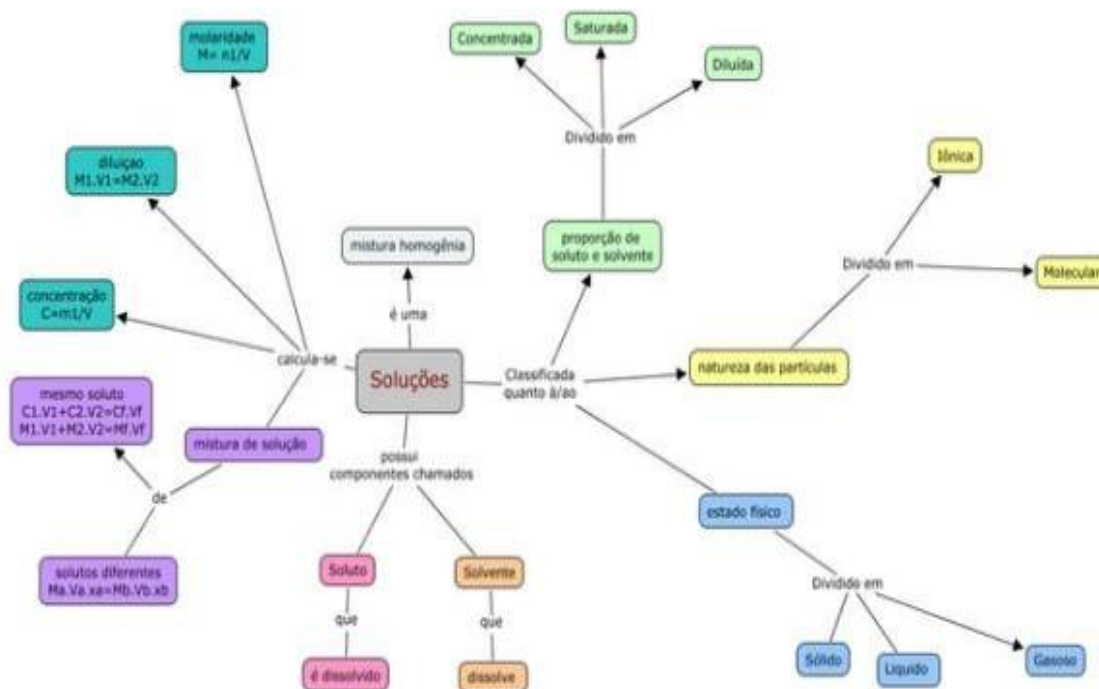 molaridade
M= n1/V
diluiçao
M1.V1=M2.V2
concentração
C=m1/V
calcula-se
mesmo soluto
C1.V1+C2.V2=Cf.Vf
M1.V1+M2.V2=Mf.Vf
mistura de solução
de
solutos diferentes
Ma.Va.xa=Mb.Vb.xb
mistura homogênia
é uma
Soluções
possui
componentes chamados
Soluto
que
é dissolvido
Solvente
que
dissolve
Classificada
quanto à/ao
proporção de
soluto e solvente
Dividido em
Concentrada
Saturada
Diluída
natureza das partículas
Dividido em
Iônica
Molecular
estado físico
Dividido em
Sólido
Líquido
Gasoso